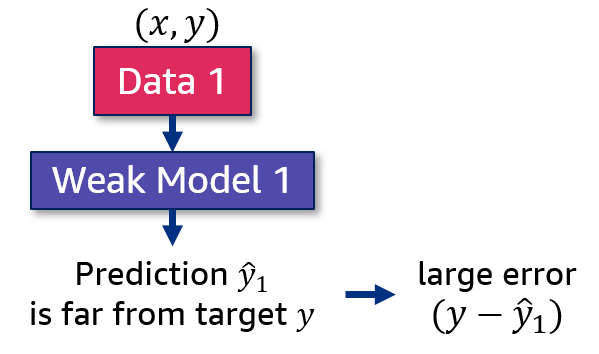 (x, y)
Data 1
Weak Model 1
Prediction ŷ₁
is far from target y
large error
(y − ŷ₁)